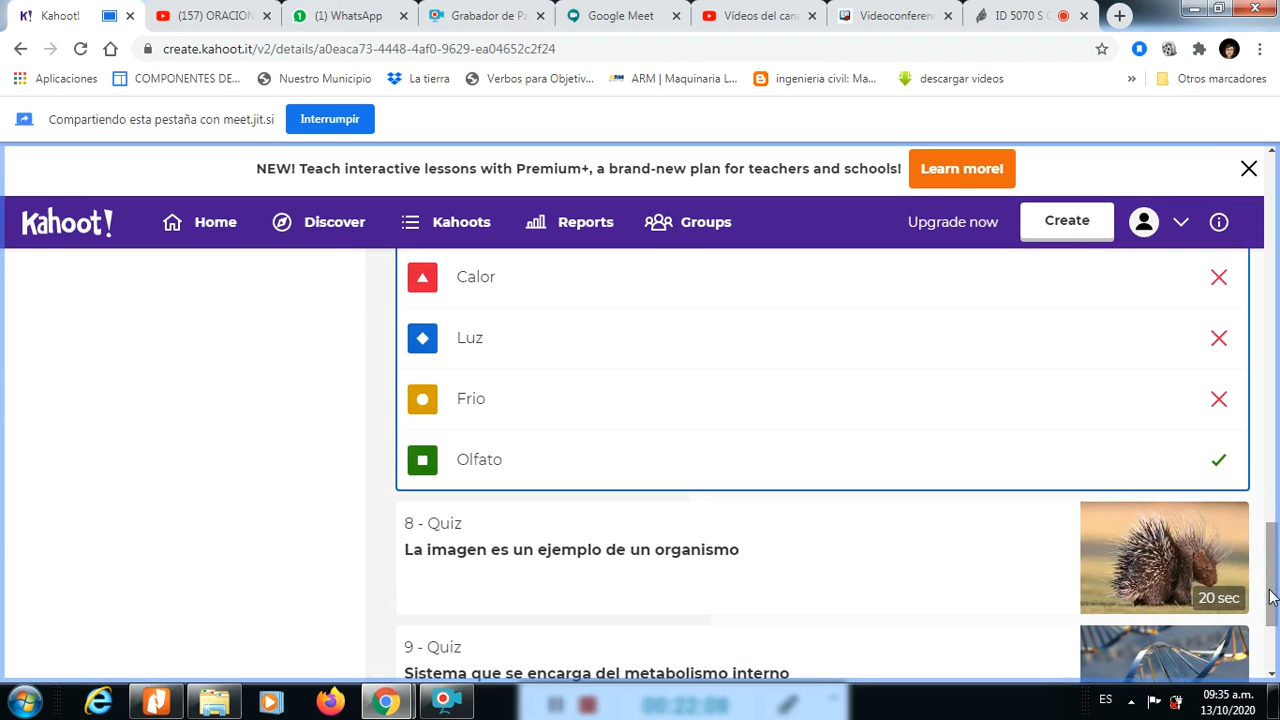 Kahoot!
(157) ORACION
(1) WhatsApp
Grabador de Pa
Google Meet
Vídeos del cana
Videoconferenc
ID 5070 S C
create.kahoot.it/v2/details/a0eaca73-4448-4af0-9629-ea04652c2f24
Aplicaciones
COMPONENTES DE...
Nuestro Municipio
La tierra
Verbos para Objetiv...
ARM | Maquinaria L...
ingenieria civil: Ma...
descargar videos
»
Otros marcadores
Compartiendo esta pestaña con meet.jit.si
Interrumpir
NEW! Teach interactive lessons with Premium+, a brand-new plan for teachers and schools!
Learn more!
Kahoot!
Home
Discover
Kahoots
Reports
Groups
Upgrade now
Create
Calor
Luz
Frio
Olfato
8 - Quiz
La imagen es un ejemplo de un organismo
20 sec
9 - Quiz
Sistema que se encarga del metabolismo interno
ES
09:35 a.m.
13/10/2020